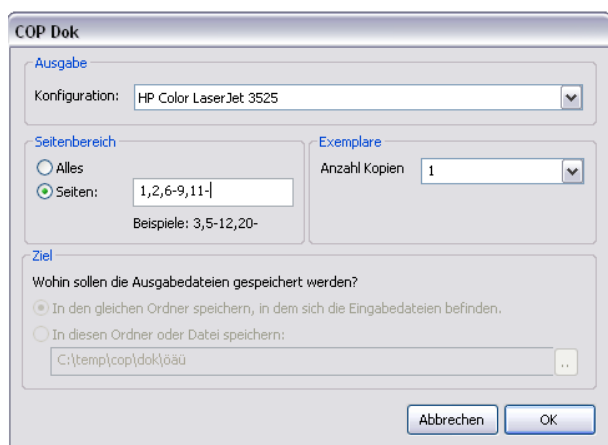 COP Dok
Ausgabe
Konfiguration: HP Color LaserJet 3525
Seitenbereich
Alles
Seiten: 1,2,6-9,11-
Beispiele: 3,5-12,20-
Exemplare
Anzahl Kopien 1
Ziel
Wohin sollen die Ausgabedateien gespeichert werden?
In den gleichen Ordner speichern, in dem sich die Eingabedateien befinden.
In diesen Ordner oder Datei speichern:
C:\temp\cop\dok\öäü ..
Abbrechen OK